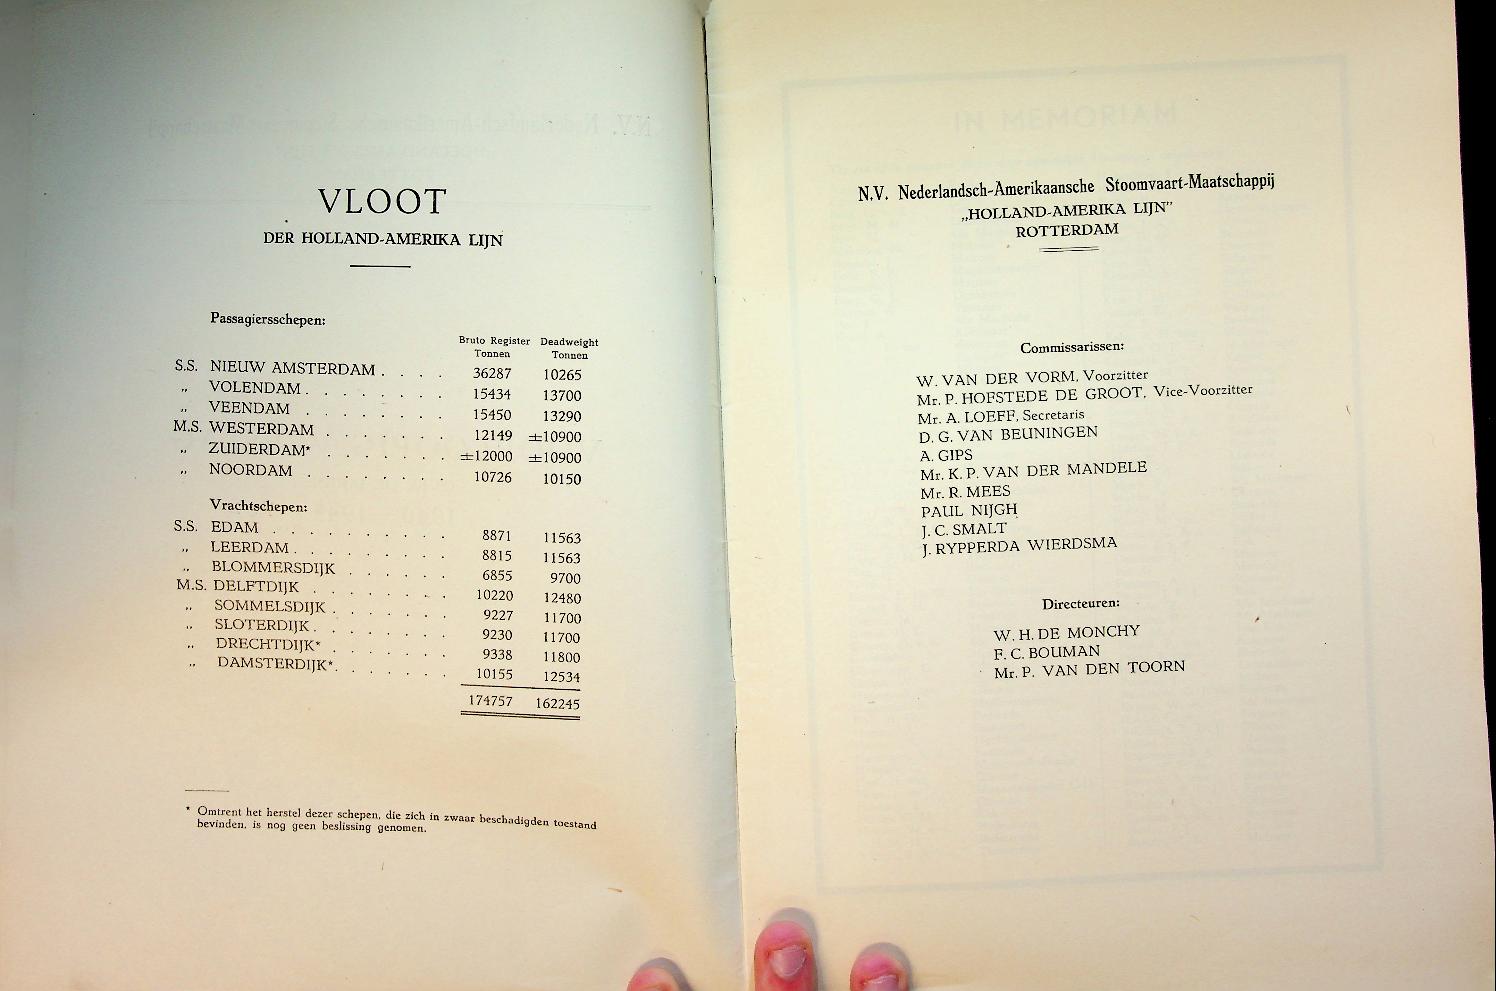 VLOOT
DER HOLLAND-AMERIKA LIJN
Passagiersschepen:
Bruto Register Tonnen Deadweight Tonnen
S.S. NIEUW AMSTERDAM . . . . 36287 10265
„ VOLENDAM . . . . . . . . 15434 13700
„ VEENDAM . . . . . . . . 15450 13290
M.S. WESTERDAM . . . . . . . 12149 ±10900
„ ZUIDERDAM* . . . . . . . ±12000 ±10900
„ NOORDAM . . . . . . . . 10726 10150
Vrachtschepen:
S.S. EDAM . . . . . . . . . . 8871 11563
„ LEERDAM . . . . . . . . . 8815 11563
„ BLOMMERSDIJK . . . . . . 6855 9700
M.S. DELFTDIJK . . . . . . . . 10220 12480
„ SOMMELSDIJK . . . . . . . 9227 11700
„ SLOTERDIJK . . . . . . . . 9230 11700
„ DRECHTDIJK* . . . . . . . 9338 11800
„ DAMSTERDIJK* . . . . . . . 10155 12534
174757 162245
* Omtrent het herstel dezer schepen, die zich in zwaar beschadigden toestand
bevinden, is nog geen beslissing genomen.
N.V. Nederlandsch-Amerikaansche Stoomvaart-Maatschappij
„HOLLAND-AMERIKA LIJN”
ROTTERDAM
Commissarissen:
W. VAN DER VORM, Voorzitter
Mr. P. HOFSTEDE DE GROOT, Vice-Voorzitter
Mr. A. LOEFF, Secretaris
D. G. VAN BEUNINGEN
A. GIPS
Mr. K. P. VAN DER MANDELE
Mr. R. MEES
PAUL NIJGH
J. C. SMALT
J. RYPPERDA WIERDSMA
Directeuren:
W. H. DE MONCHY
F. C. BOUMAN
Mr. P. VAN DEN TOORN
IN MEMORIAM